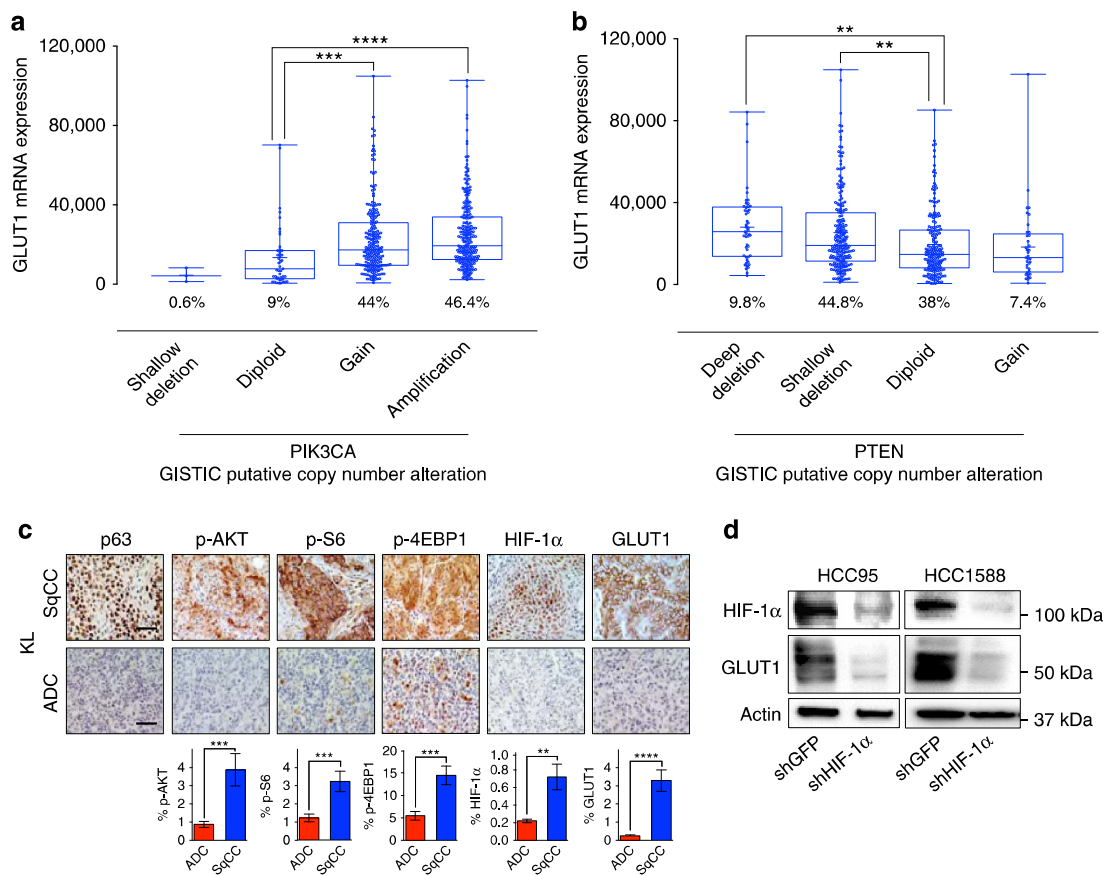 a
120,000
80,000
40,000
0
GLUT1 mRNA expression
****
***
0.6% 9% 44% 46.4%
Shallow deletion
Diploid
Gain
Amplification
PIK3CA
GISTIC putative copy number alteration
b
120,000
80,000
40,000
0
GLUT1 mRNA expression
**
**
9.8% 44.8% 38% 7.4%
Deep deletion
Shallow deletion
Diploid
Gain
PTEN
GISTIC putative copy number alteration
c
p63 p-AKT p-S6 p-4EBP1 HIF-1α GLUT1
KL
SqCC
ADC
% p-AKT
5
4
3
2
1
0
***
ADC SqCC
% p-S6
5
4
3
2
1
0
***
ADC SqCC
% p-4EBP1
20
15
10
5
0
***
ADC SqCC
% HIF-1α
1.0
0.8
0.6
0.4
0.2
0.0
**
ADC SqCC
% GLUT1
5
4
3
2
1
0
****
ADC SqCC
d
HCC95 HCC1588
HIF-1α
100 kDa
GLUT1
50 kDa
Actin
37 kDa
shGFP shHIF-1α shGFP shHIF-1α